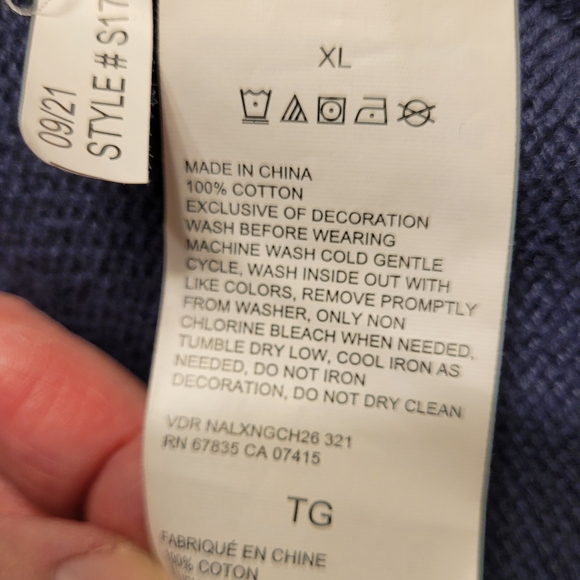 09/21
STYLE # S17
XL
MADE IN CHINA
100% COTTON
EXCLUSIVE OF DECORATION
WASH BEFORE WEARING
MACHINE WASH COLD GENTLE
CYCLE, WASH INSIDE OUT WITH
LIKE COLORS, REMOVE PROMPTLY
FROM WASHER, ONLY NON
CHLORINE BLEACH WHEN NEEDED,
TUMBLE DRY LOW, COOL IRON AS
NEEDED, DO NOT IRON
DECORATION, DO NOT DRY CLEAN
VDR NALXNGCH26 321
RN 67835 CA 07415
TG
FABRIQUÉ EN CHINE
100% COTON